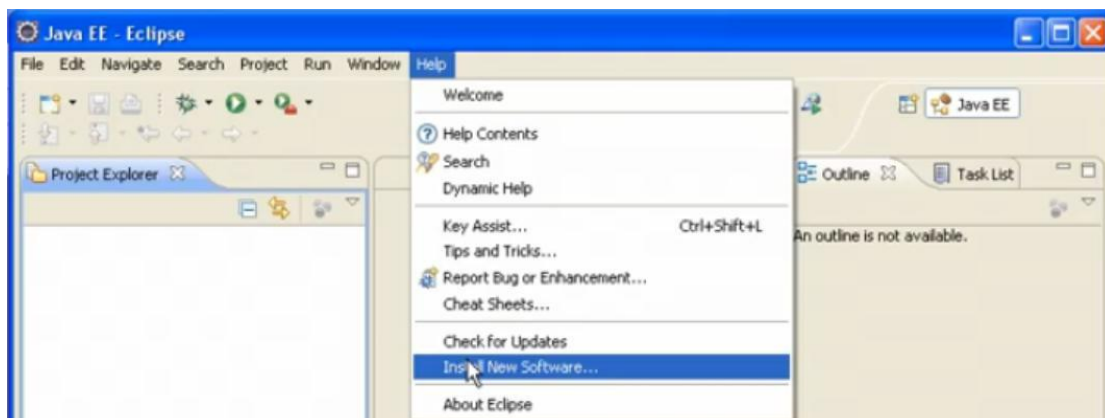 Java EE - Eclipse
File Edit Navigate Search Project Run Window Help
Welcome
Help Contents
Search
Dynamic Help
Key Assist... Ctrl+Shift+L
Tips and Tricks...
Report Bug or Enhancement...
Cheat Sheets...
Check for Updates
Install New Software...
About Eclipse
Project Explorer
Java EE
Outline Task List
An outline is not available.